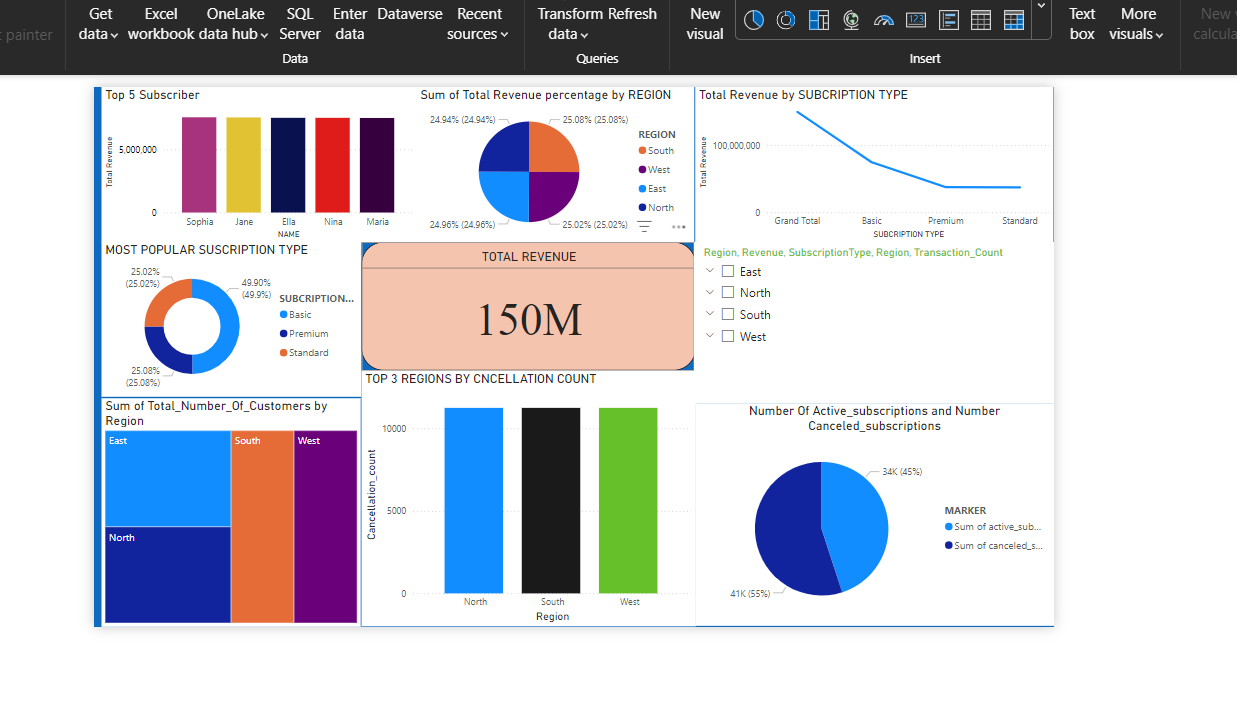 painter
Get data
Excel workbook
OneLake data hub
SQL Server
Enter data
Dataverse
Recent sources
Data
Transform data
Refresh
Queries
New visual
123
Insert
Text box
More visuals
New
calcula
Top 5 Subscriber
Total Revenue
5,000,000
0
Sophia Jane Ella Nina Maria
NAME
Sum of Total Revenue percentage by REGION
24.94% (24.94%)
25.08% (25.08%)
24.96% (24.96%)
25.02% (25.02%)
REGION
South
West
East
North
Total Revenue by SUBCRIPTION TYPE
Total Revenue
100,000,000
0
Grand Total Basic Premium Standard
SUBCRIPTION TYPE
MOST POPULAR SUSCRIPTION TYPE
25.02%
(25.02%)
49.90%
(49.9%)
25.08%
(25.08%)
SUBCRIPTION...
Basic
Premium
Standard
TOTAL REVENUE
150M
Region, Revenue, SubscriptionType, Region, Transaction_Count
East
North
South
West
Sum of Total_Number_Of_Customers by
Region
East
South
West
North
TOP 3 REGIONS BY CNCELLATION COUNT
Cancellation_count
10000
5000
0
North South West
Region
Number Of Active_subscriptions and Number
Canceled_subscriptions
34K (45%)
41K (55%)
MARKER
Sum of active_sub...
Sum of canceled_s...